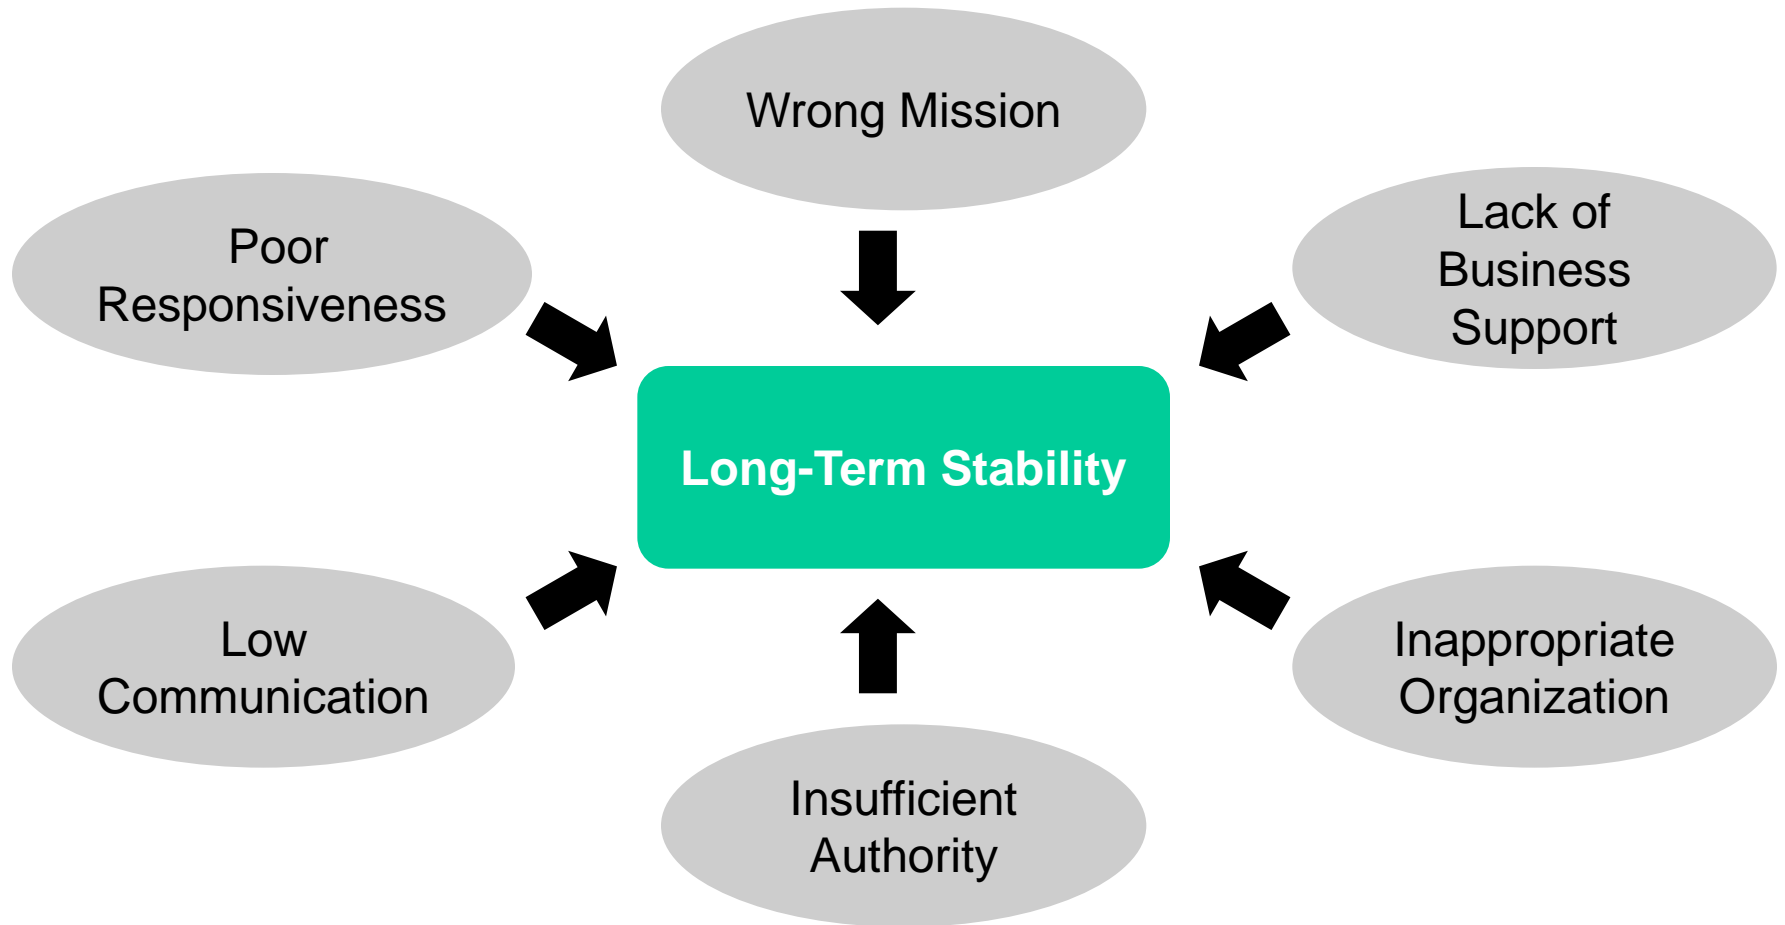 Wrong Mission
Poor
Responsiveness
Lack of
Business
Support
Long-Term Stability
Low
Communication
Inappropriate
Organization
Insufficient
Authority